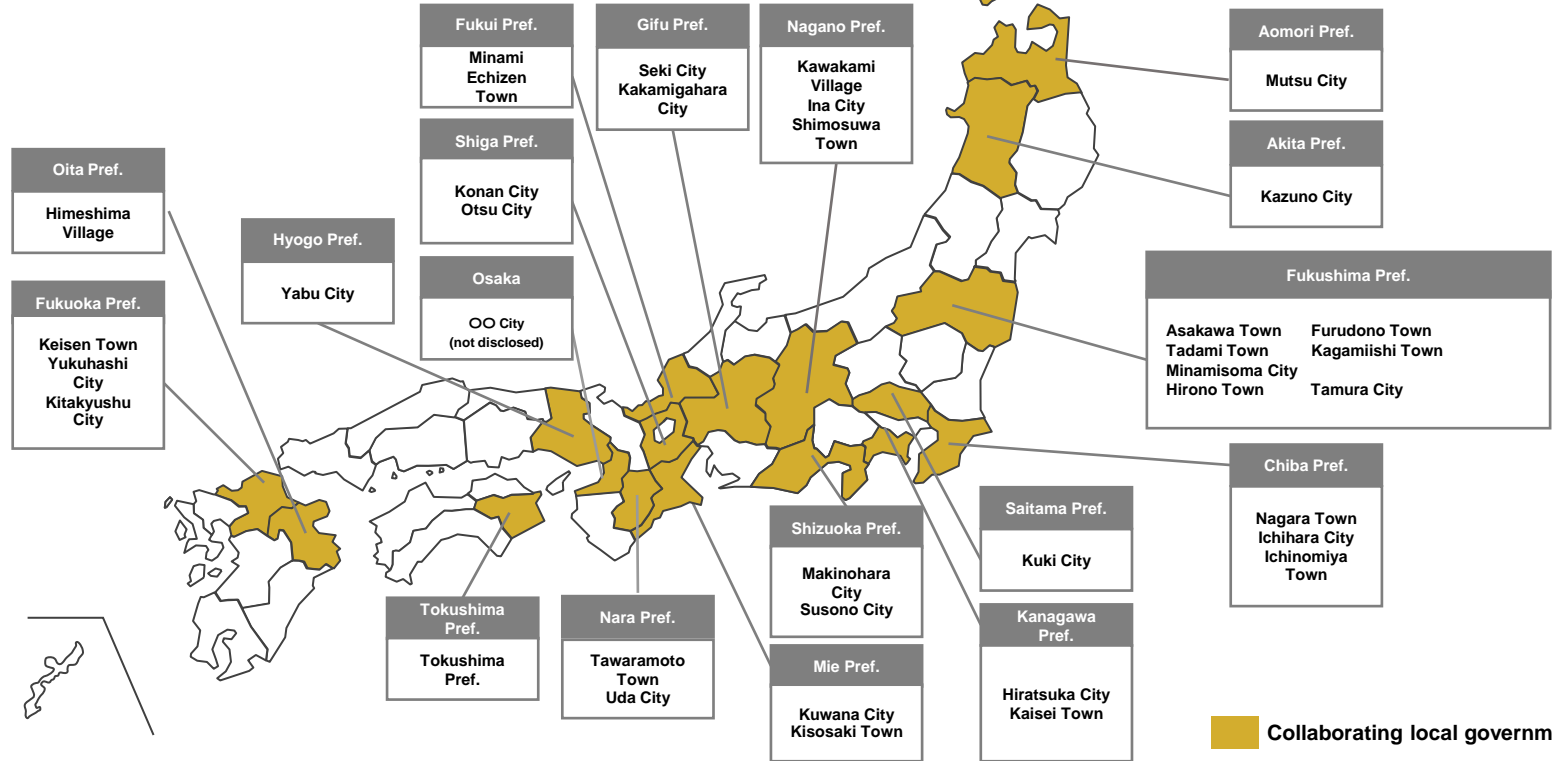 Fukui Pref.
Minami
Echizen
Town
Gifu Pref.
Seki City
Kakamigahara
City
Nagano Pref.
Kawakami
Village
Ina City
Shimosuwa
Town
Aomori Pref.
Mutsu City
Shiga Pref.
Konan City
Otsu City
Akita Pref.
Kazuno City
Oita Pref.
Himeshima
Village
Hyogo Pref.
Yabu City
Osaka
〇〇 City
(not disclosed)
Fukushima Pref.
Asakawa Town Furudono Town
Tadami Town Kagamiishi Town
Minamisoma City
Hirono Town Tamura City
Fukuoka Pref.
Keisen Town
Yukuhashi
City
Kitakyushu
City
Chiba Pref.
Nagara Town
Ichihara City
Ichinomiya
Town
Saitama Pref.
Kuki City
Shizuoka Pref.
Makinohara
City
Susono City
Tokushima
Pref.
Tokushima
Pref.
Nara Pref.
Tawaramoto
Town
Uda City
Kanagawa
Pref.
Hiratsuka City
Kaisei Town
Mie Pref.
Kuwana City
Kisosaki Town
Collaborating local governm